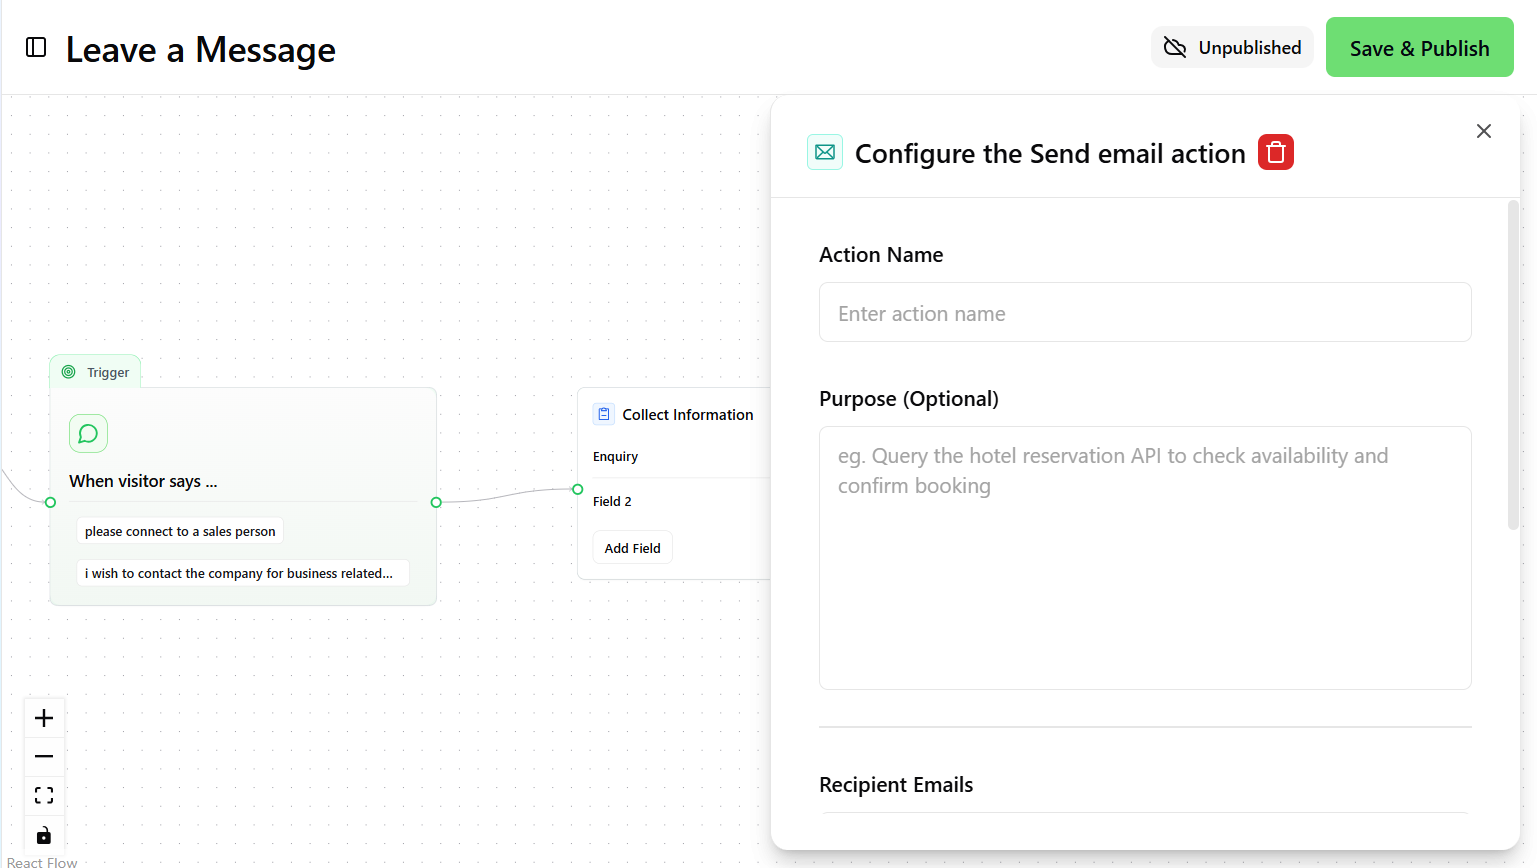 Leave a Message
Unpublished
Save & Publish
Trigger
When visitor says ...
please connect to a sales person
i wish to contact the company for business related...
Collect Information
Enquiry
Field 2
Add Field
React Flow
Configure the Send email action
Action Name
Enter action name
Purpose (Optional)
eg. Query the hotel reservation API to check availability and
confirm booking
Recipient Emails